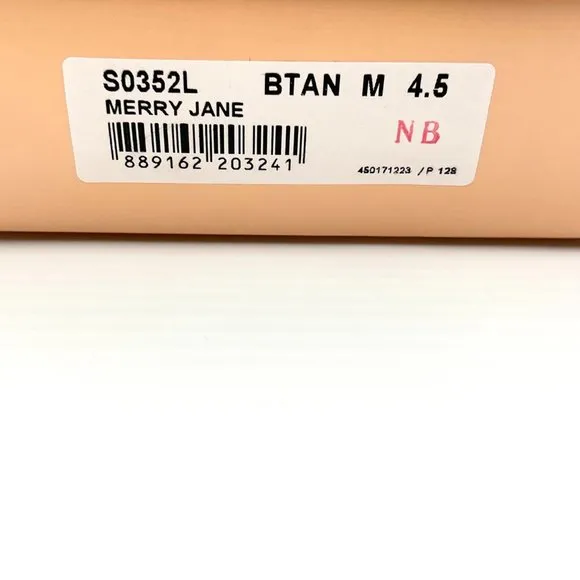 S0352L BTAN M 4.5
MERRY JANE
NB
889162 203241
450171223 /P 128